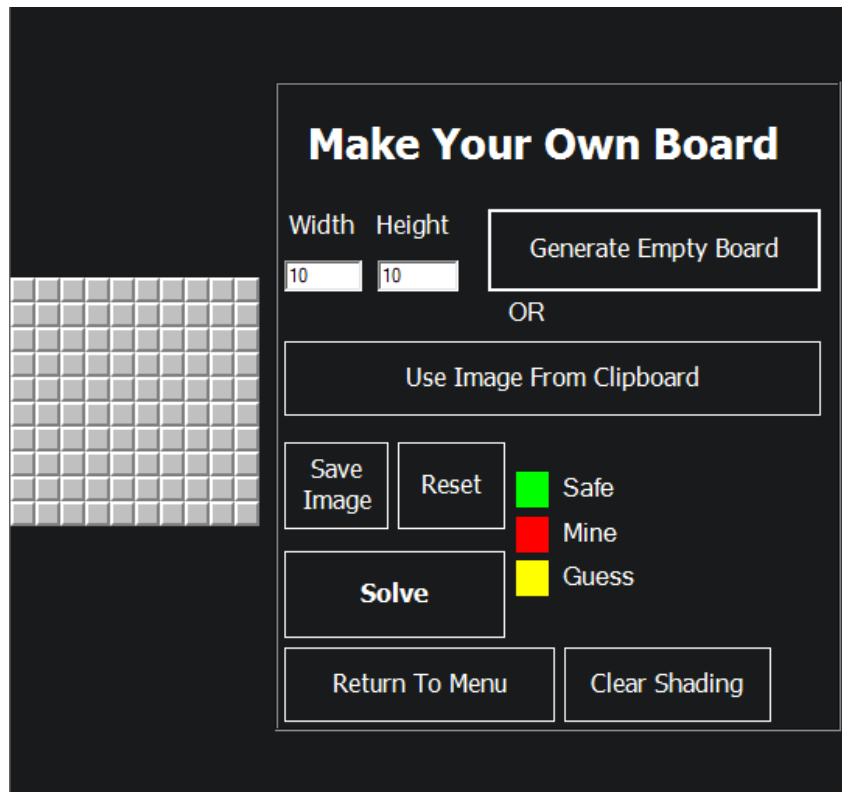 Make Your Own Board
Width Height
Generate Empty Board
10 10
OR
Use Image From Clipboard
Save
Image
Reset
Safe
Mine
Guess
Solve
Return To Menu
Clear Shading